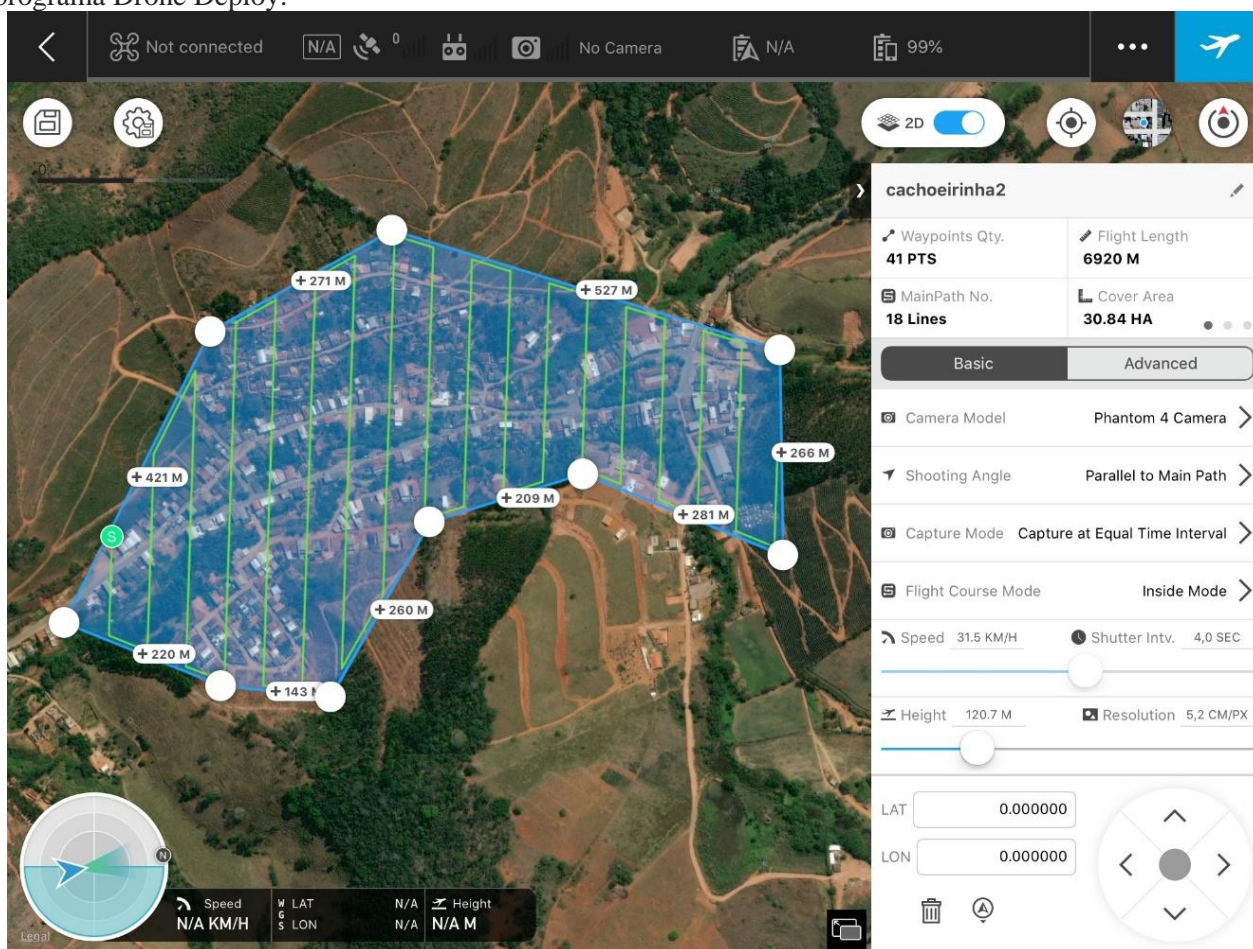 programa Drone Deploy.
Not connected N/A 0 No Camera N/A 99%
2D
0 250
cachoeirinha2
Waypoints Qty. Flight Length
41 PTS 6920 M
MainPath No. Cover Area
18 Lines 30.84 HA
Basic Advanced
Camera Model Phantom 4 Camera
Shooting Angle Parallel to Main Path
Capture Mode Capture at Equal Time Interval
Flight Course Mode Inside Mode
Speed 31.5 KM/H Shutter Intv. 4,0 SEC
Height 120.7 M Resolution 5,2 CM/PX
LAT 0.000000
LON 0.000000
+ 271 M
+ 527 M
+ 266 M
+ 421 M
+ 209 M
+ 281 M
S
+ 260 M
+ 220 M
+ 143 M
N
Speed WGS LAT N/A Height
N/A KM/H LON N/A N/A M
Legal